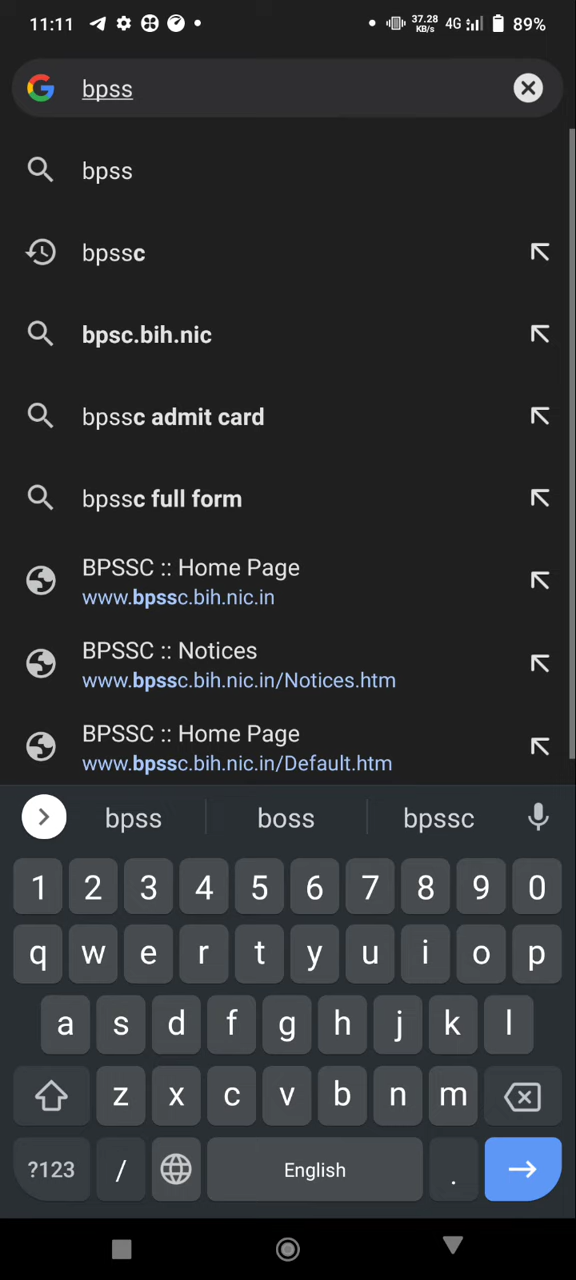 11:11
37.28
KB/s
4G
89%
bpss
bpss
bpssc
bpsc.bih.nic
bpssc admit card
bpssc full form
BPSSC :: Home Page
www.bpssc.bih.nic.in
BPSSC :: Notices
www.bpssc.bih.nic.in/Notices.htm
BPSSC :: Home Page
www.bpssc.bih.nic.in/Default.htm
bpss boss bpssc
1 2 3 4 5 6 7 8 9 0
q w e r t y u i o p
a s d f g h j k l
z x c v b n m
?123 / English .